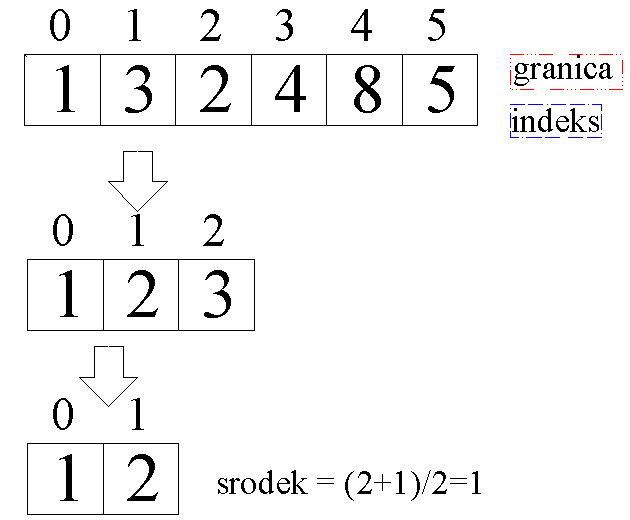 0 1 2 3 4 5
1 3 2 4 8 5
granica
indeks
0 1 2
1 2 3
0 1
1 2
srodek = (2+1)/2=1